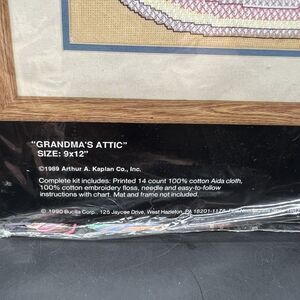 "GRANDMA'S ATTIC"
SIZE: 9x12"
©1989 Arthur A. Kaplan Co., Inc.
Complete kit includes: Printed 14 count 100% cotton Aida cloth,
100% cotton embroidery floss, needle and easy-to-follow
instructions with chart. Mat and frame not included.
© 1990 Bucilla Corp., 125 Jaycee Drive, West Hazleton, PA 18201-1175